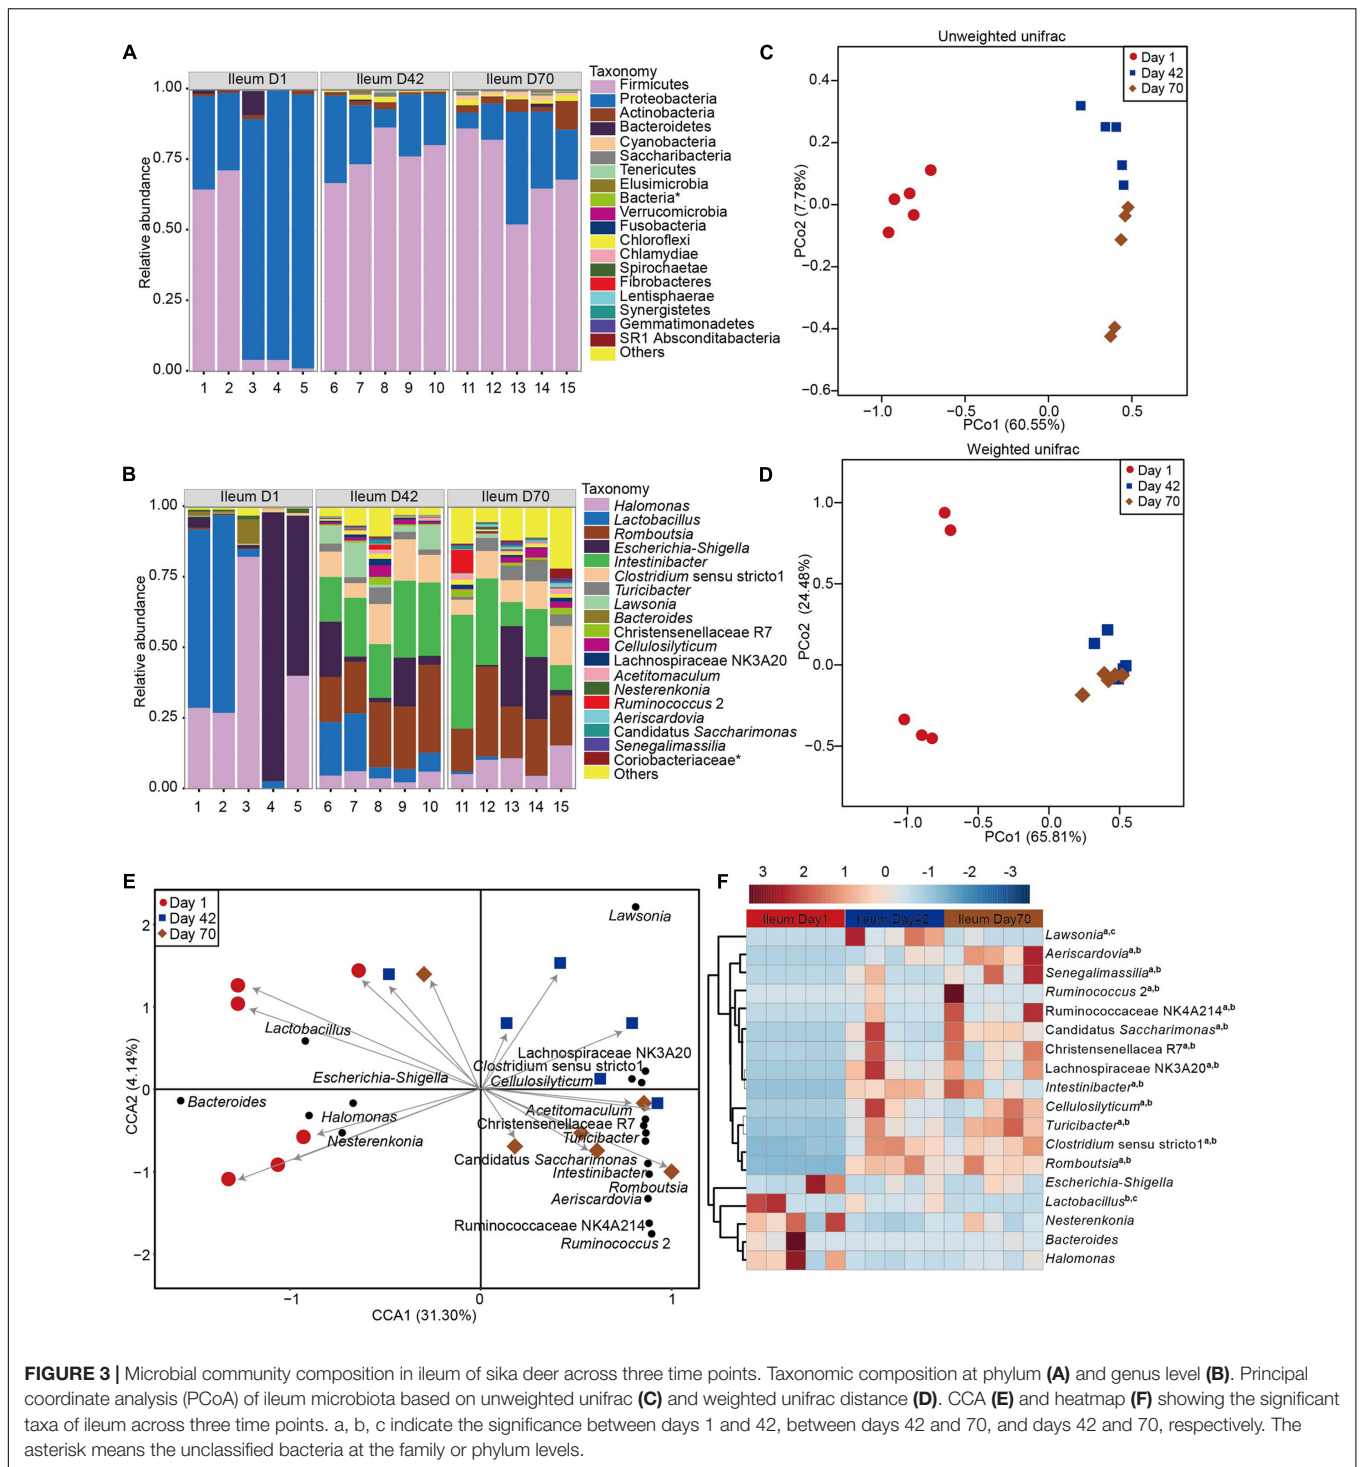 A
Ileum D1
Ileum D42
Ileum D70
Relative abundance
1.00
0.75
0.50
0.25
0.00
1 2 3 4 5 6 7 8 9 10 11 12 13 14 15
Taxonomy
Firmicutes
Proteobacteria
Actinobacteria
Bacteroidetes
Cyanobacteria
Saccharibacteria
Tenericutes
Elusimicrobia
Bacteria*
Verrucomicrobia
Fusobacteria
Chloroflexi
Chlamydiae
Spirochaetae
Fibrobacteres
Lentisphaerae
Synergistetes
Gemmatimonadetes
SR1 Absconditabacteria
Others
C
Unweighted unifrac
Day 1
Day 42
Day 70
PCo2 (7.78%)
0.4
0.2
0.0
−0.2
−0.4
−0.6
−1.0 −0.5 0.0 0.5
PCo1 (60.55%)
B
Ileum D1
Ileum D42
Ileum D70
Relative abundance
1.00
0.75
0.50
0.25
0.00
1 2 3 4 5 6 7 8 9 10 11 12 13 14 15
Taxonomy
Halomonas
Lactobacillus
Romboutsia
Escherichia-Shigella
Intestinibacter
Clostridium sensu stricto1
Turicibacter
Lawsonia
Bacteroides
Christensenellaceae R7
Cellulosilyticum
Lachnospiraceae NK3A20
Acetitomaculum
Nesterenkonia
Ruminococcus 2
Aeriscardovia
Candidatus Saccharimonas
Senegalimassilia
Coriobacteriaceae*
Others
D
Weighted unifrac
Day 1
Day 42
Day 70
PCo2 (24.48%)
1.0
0.5
0.0
−0.5
−1.0 −0.5 0.0 0.5
PCo1 (65.81%)
E
Day 1
Day 42
Day 70
CCA2 (4.14%)
2
1
0
−1
−2
Lawsonia
Lactobacillus
Lachnospiraceae NK3A20
Clostridium sensu stricto1
Escherichia-Shigella
Cellulosilyticum
Bacteroides
Acetitomaculum
Halomonas
Christensenellaceae R7
Nesterenkonia
Turicibacter
Candidatus Saccharimonas
Intestinibacter
Romboutsia
Aeriscardovia
Ruminococcaceae NK4A214
Ruminococcus 2
−1 0 1
CCA1 (31.30%)
F
3 2 1 0 -1 -2 -3
Ileum Day1
Ileum Day42
Ileum Day70
Lawsonia a,c
Aeriscardovia a,b
Senegalimassilia a,b
Ruminococcus 2 a,b
Ruminococcaceae NK4A214 a,b
Candidatus Saccharimonas a,b
Christensenellacea R7 a,b
Lachnospiraceae NK3A20 a,b
Intestinibacter a,b
Cellulosilyticum a,b
Turicibacter a,b
Clostridium sensu stricto1 a,b
Romboutsia a,b
Escherichia-Shigella
Lactobacillus b,c
Nesterenkonia
Bacteroides
Halomonas
FIGURE 3 | Microbial community composition in ileum of sika deer across three time points. Taxonomic composition at phylum (A) and genus level (B). Principal
coordinate analysis (PCoA) of ileum microbiota based on unweighted unifrac (C) and weighted unifrac distance (D). CCA (E) and heatmap (F) showing the significant
taxa of ileum across three time points. a, b, c indicate the significance between days 1 and 42, between days 42 and 70, and days 42 and 70, respectively. The
asterisk means the unclassified bacteria at the family or phylum levels.